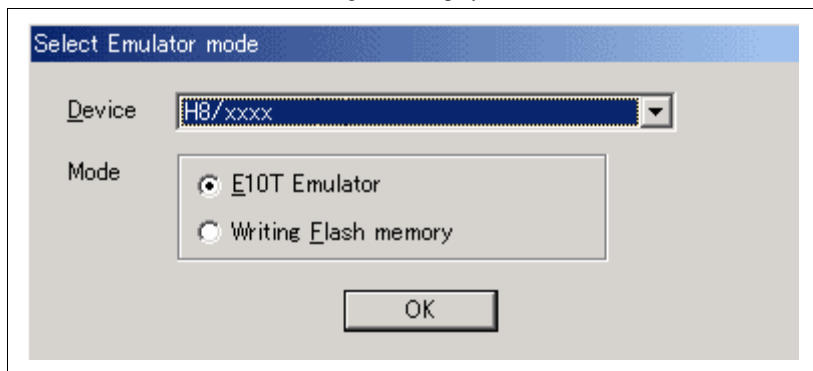 Select Emulator mode
Device H8/xxxx
Mode
E10T Emulator
Writing Flash memory
OK